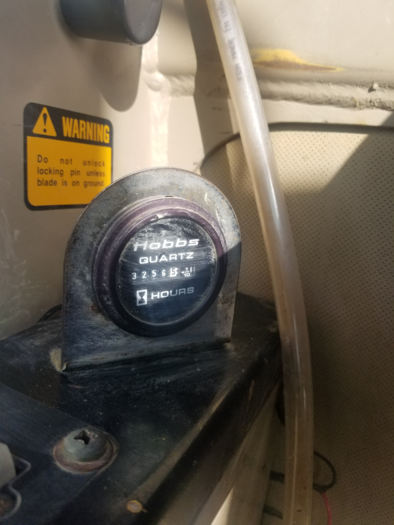 WARNING
Do not unlock
locking pin unless
blade is on ground
Hobbs
QUARTZ
3256
HOURS